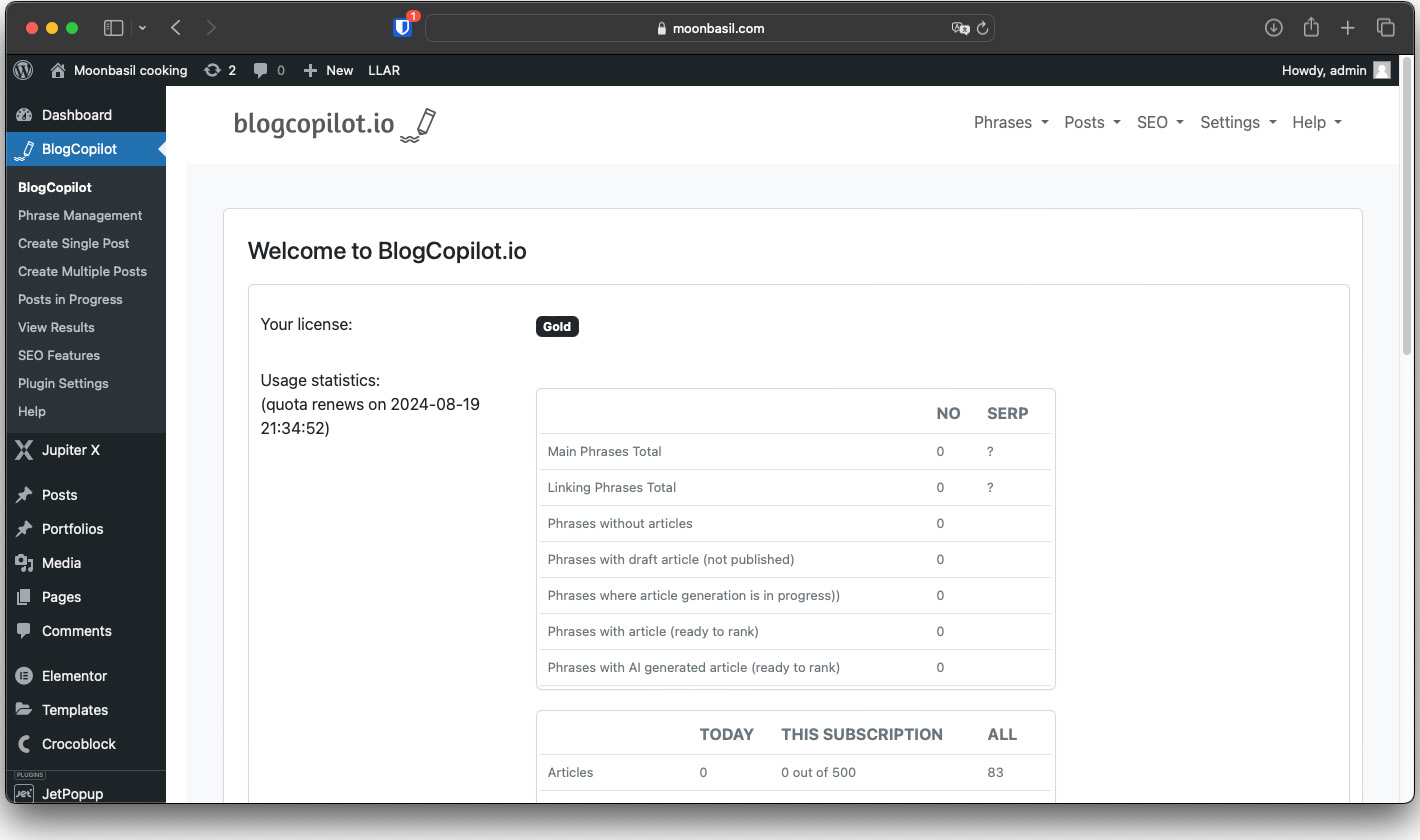 1
moonbasil.com
Moonbasil cooking 2 0 New LLAR Howdy, admin
Dashboard
BlogCopilot
BlogCopilot
Phrase Management
Create Single Post
Create Multiple Posts
Posts in Progress
View Results
SEO Features
Plugin Settings
Help
Jupiter X
Posts
Portfolios
Media
Pages
Comments
Elementor
Templates
Crocoblock
PLUGINS
Jet JetPopup
blogcopilot.io Phrases Posts SEO Settings Help
Welcome to BlogCopilot.io
Your license: Gold
Usage statistics:
(quota renews on 2024-08-19
21:34:52)
NO SERP
Main Phrases Total 0 ?
Linking Phrases Total 0 ?
Phrases without articles 0
Phrases with draft article (not published) 0
Phrases where article generation is in progress)) 0
Phrases with article (ready to rank) 0
Phrases with AI generated article (ready to rank) 0
TODAY THIS SUBSCRIPTION ALL
Articles 0 0 out of 500 83